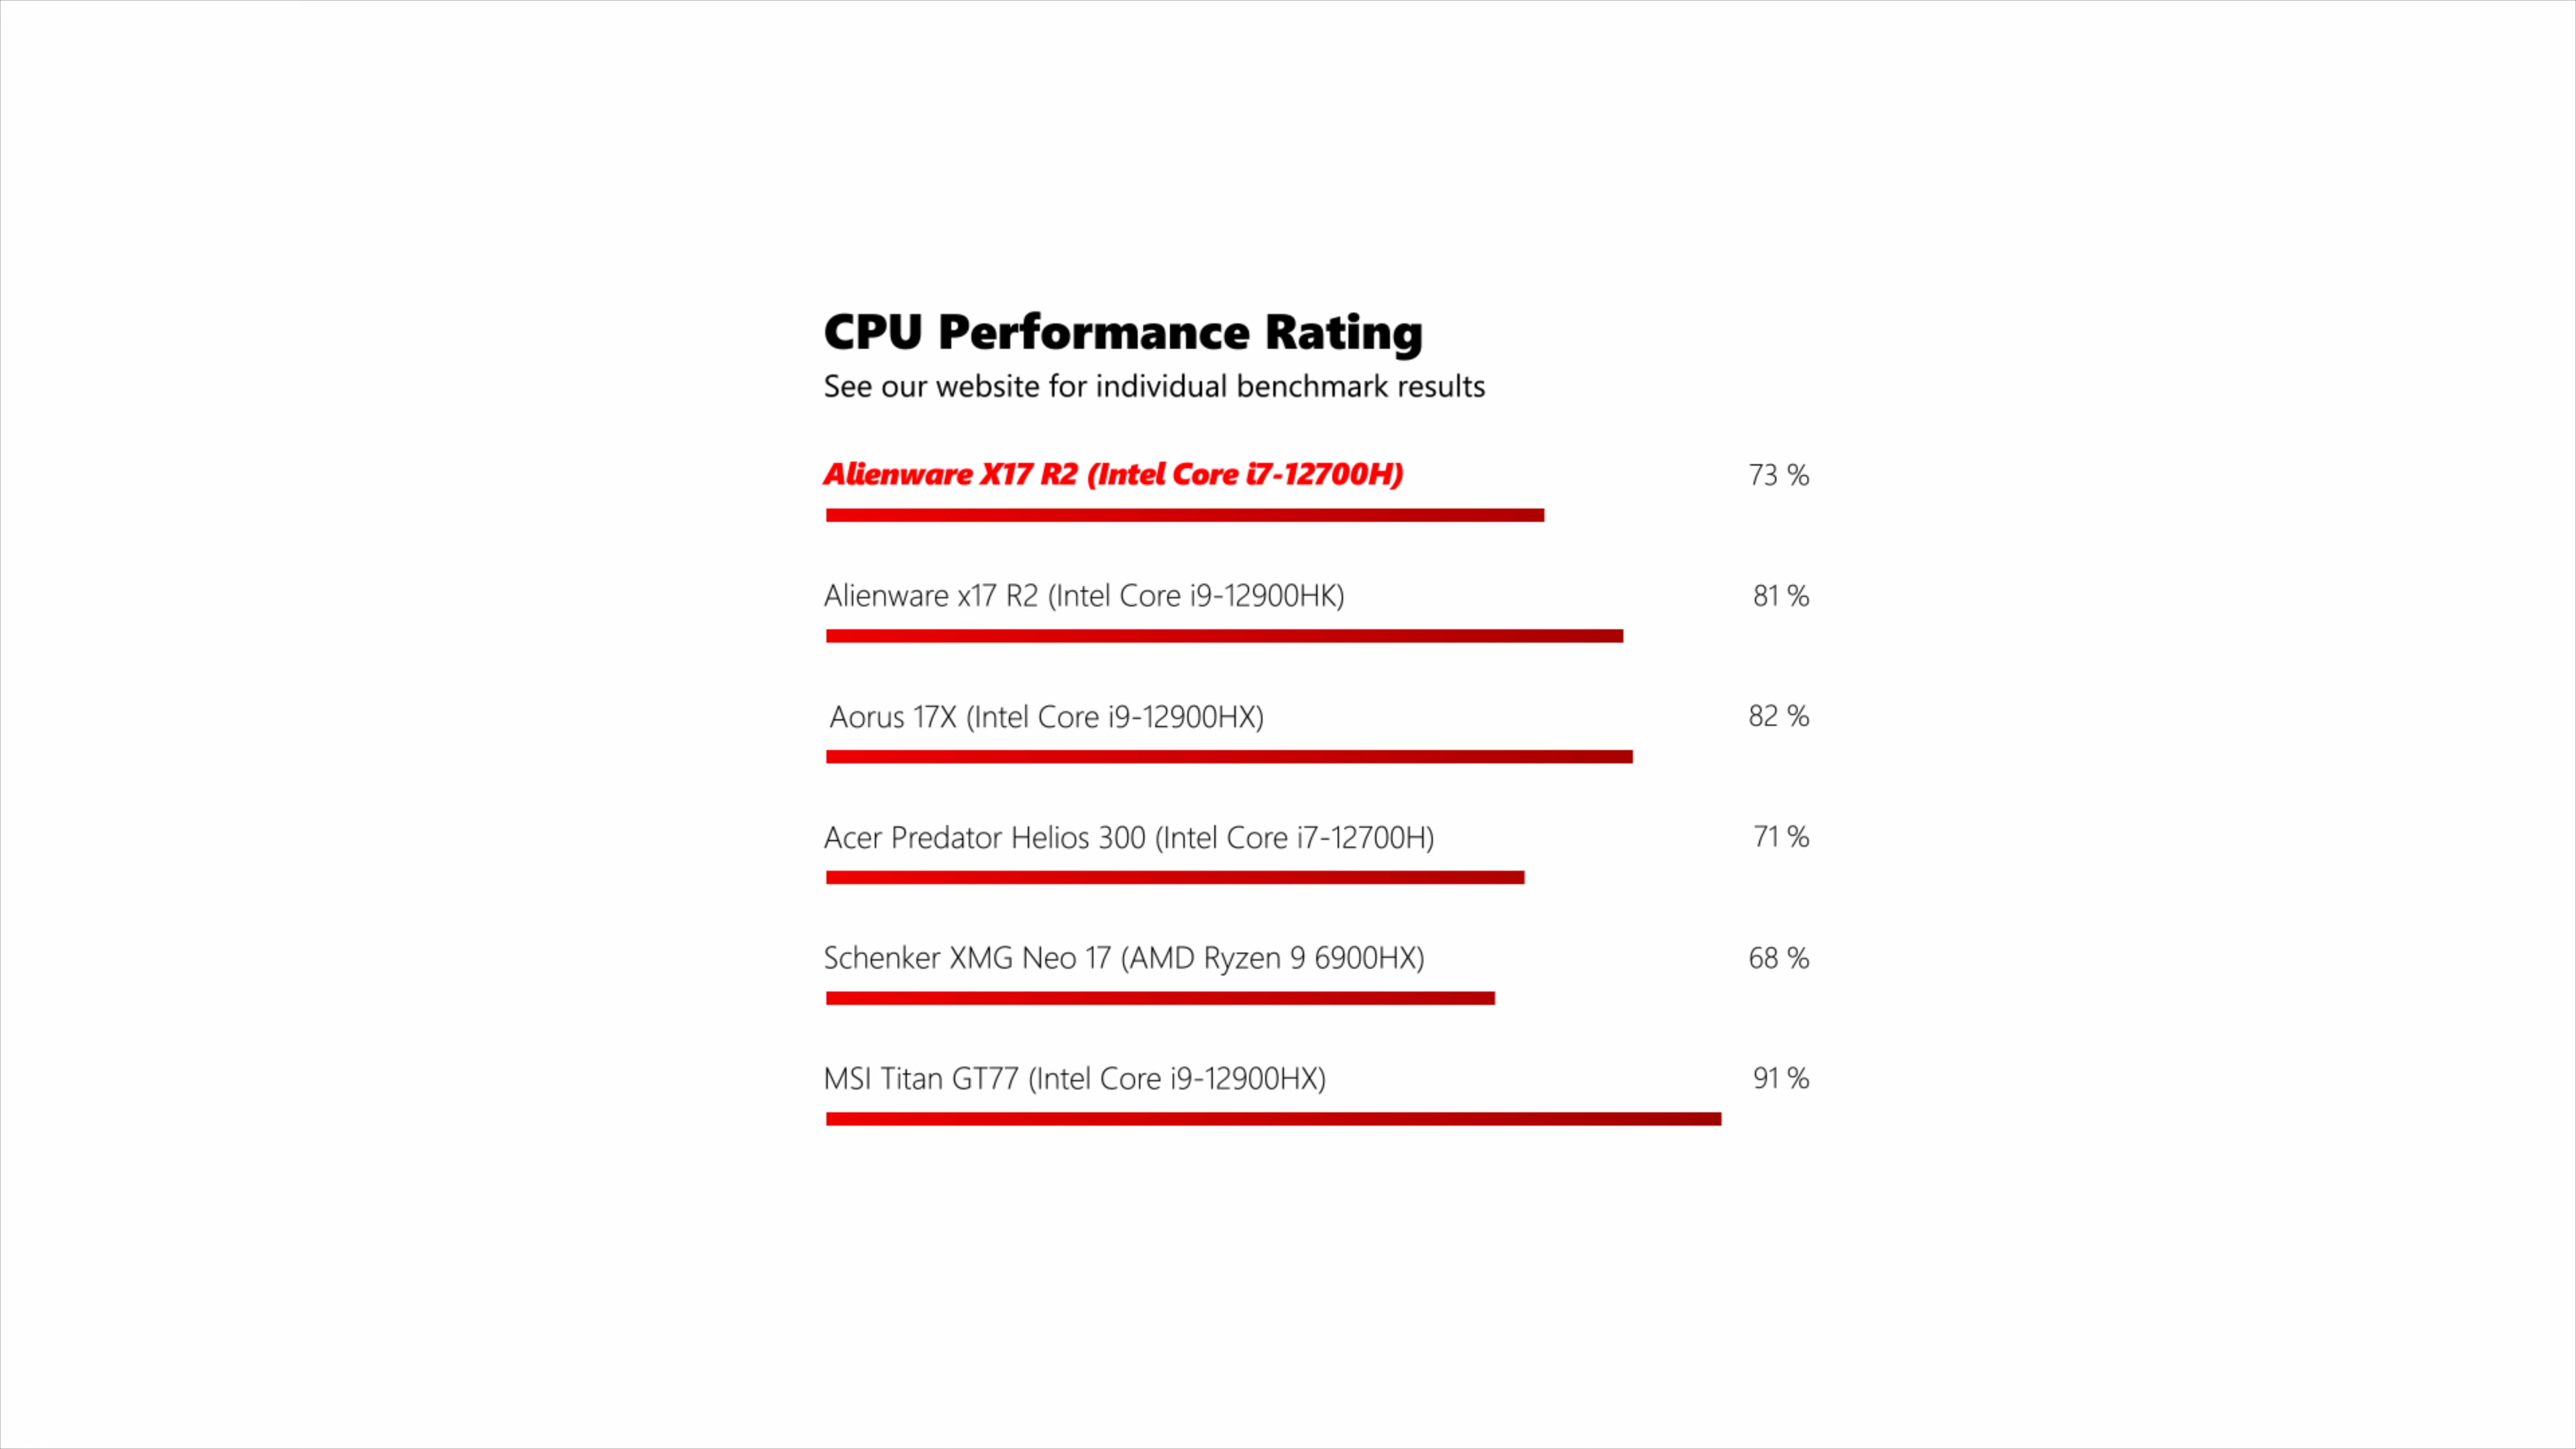 CPU Performance Rating
See our website for individual benchmark results
Alienware X17 R2 (Intel Core i7-12700H) 73 %
Alienware x17 R2 (Intel Core i9-12900HK) 81 %
Aorus 17X (Intel Core i9-12900HX) 82 %
Acer Predator Helios 300 (Intel Core i7-12700H) 71 %
Schenker XMG Neo 17 (AMD Ryzen 9 6900HX) 68 %
MSI Titan GT77 (Intel Core i9-12900HX) 91 %